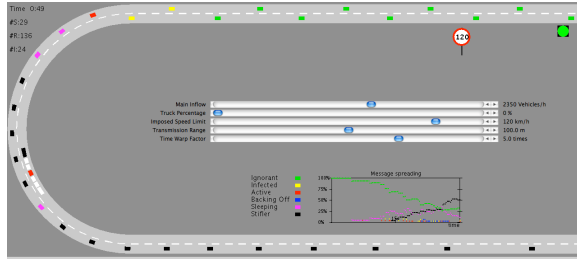 Time 0:49
#S:29
#R:136
#I:24
120
Main Inflow 2350 Vehicles/h
Truck Percentage 0 %
Imposed Speed Limit 120 km/h
Transmission Range 100.0 m
Time Warp Factor 5.0 times
Ignorant
Infected
Active
Backing Off
Sleeping
Stifler
Message spreading
100%
75%
50%
25%
0%
time